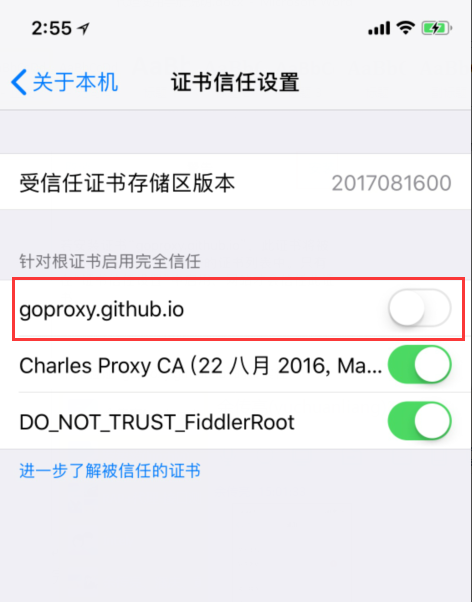 2:55
关于本机
证书信任设置
受信任证书存储区版本 2017081600
针对根证书启用完全信任
goproxy.github.io
Charles Proxy CA (22 八月 2016, Ma...
DO_NOT_TRUST_FiddlerRoot
进一步了解被信任的证书